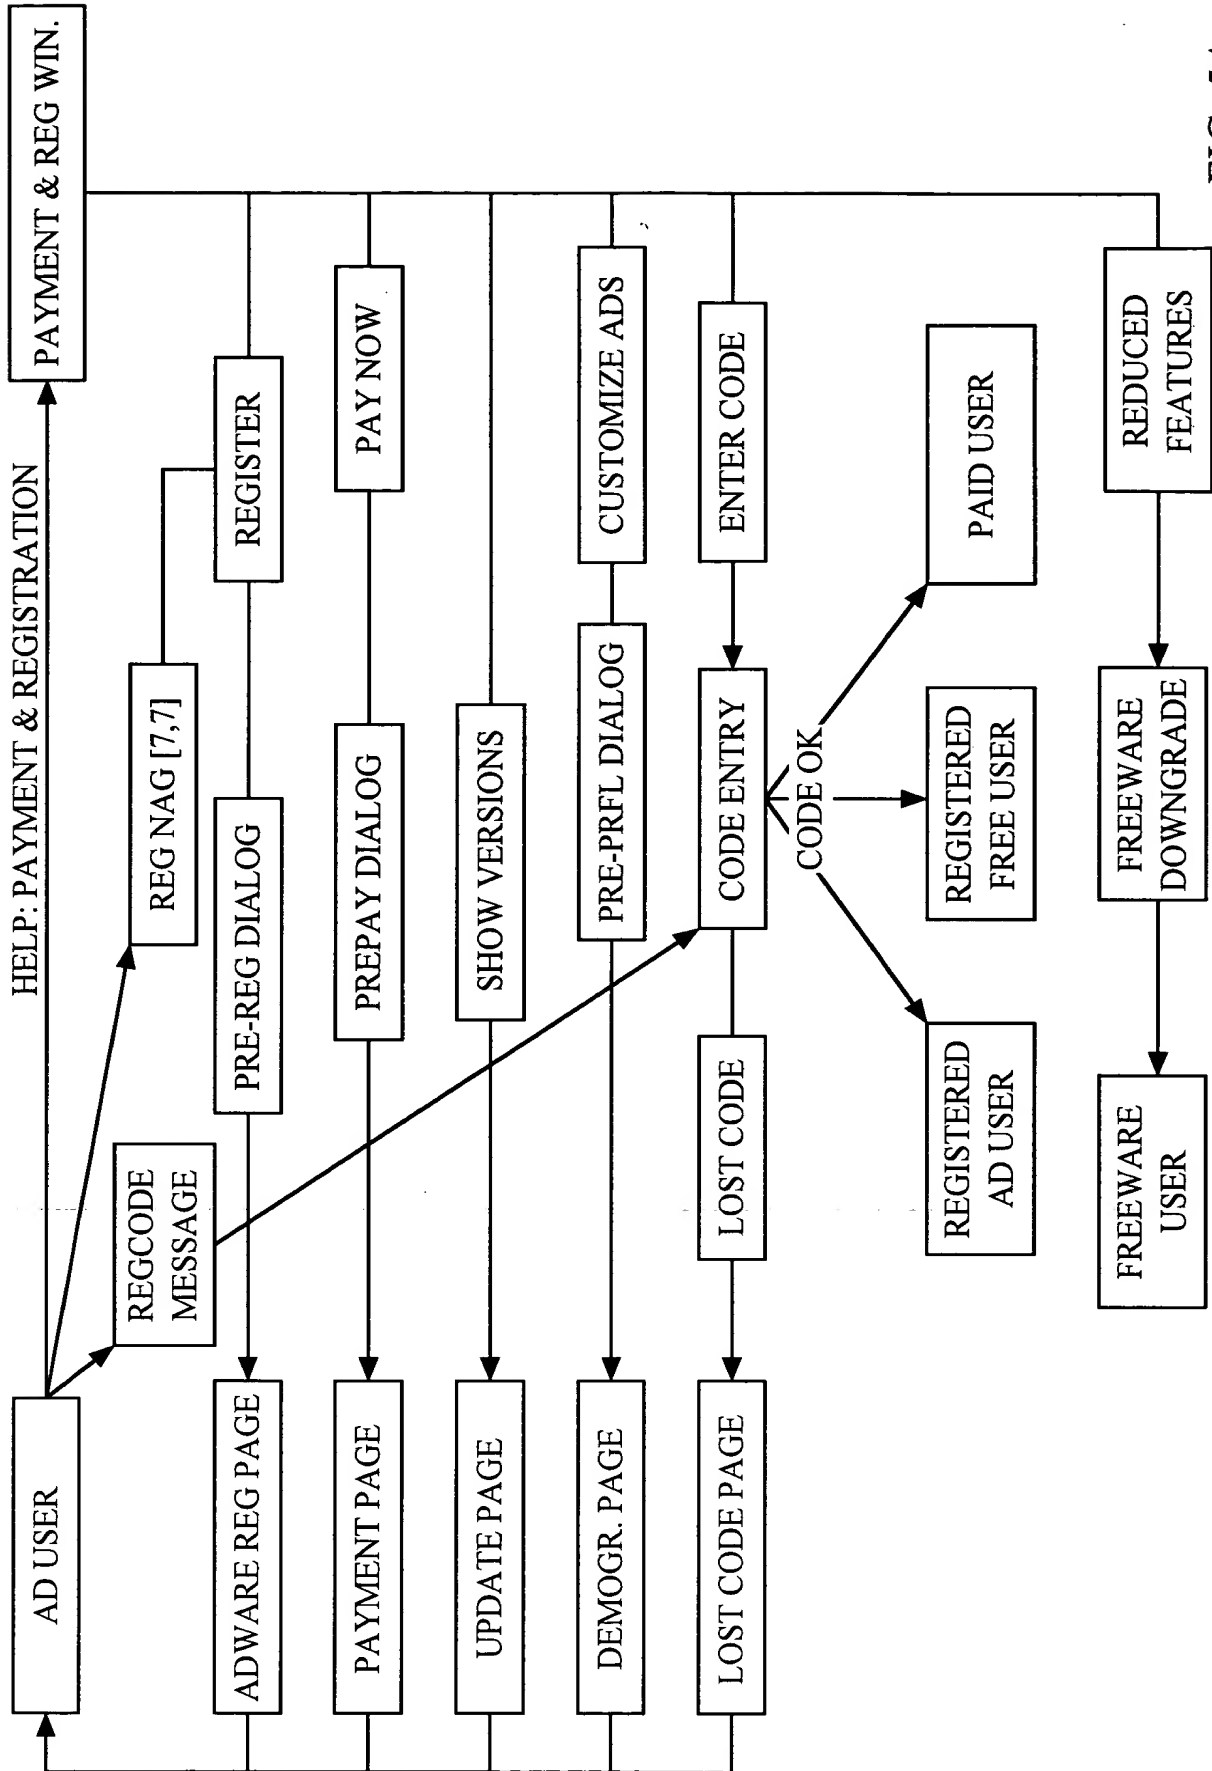 AD USER
HELP: PAYMENT & REGISTRATION
PAYMENT & REG WIN.
REGCODE
MESSAGE
REG NAG [7,7]
ADWARE REG PAGE
PRE-REG DIALOG
REGISTER
PAYMENT PAGE
PREPAY DIALOG
PAY NOW
UPDATE PAGE
SHOW VERSIONS
DEMOGR. PAGE
PRE-PRFL DIALOG
CUSTOMIZE ADS
LOST CODE PAGE
LOST CODE
CODE ENTRY
ENTER CODE
CODE OK
REGISTERED
AD USER
REGISTERED
FREE USER
PAID USER
FREEWARE
USER
FREEWARE
DOWNGRADE
REDUCED
FEATURES